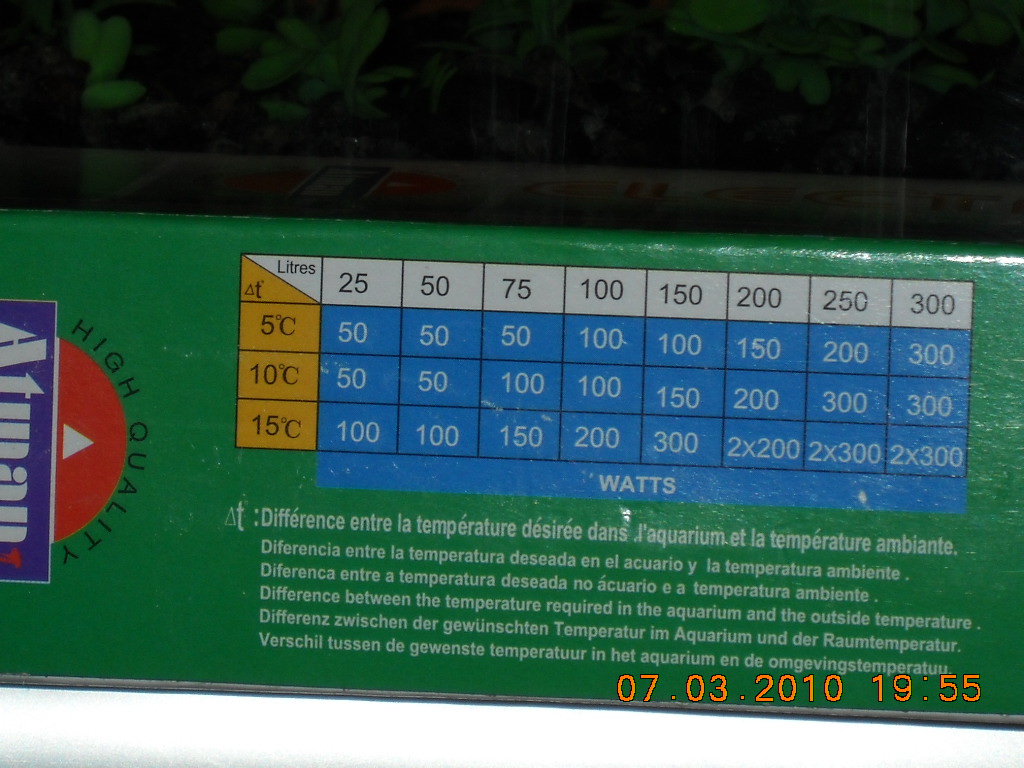 Litres 25 50 75 100 150 200 250 300
Δt
5℃ 50 50 50 100 100 150 200 300
10℃ 50 50 100 100 150 200 300 300
15℃ 100 100 150 200 300 2x200 2x300 2x300
WATTS
Atman
HIGH QUALITY
Δt :Différence entre la température désirée dans l'aquarium et la température ambiante.
Diferencia entre la temperatura deseada en el acuario y la temperatura ambiente .
Diferenca entre a temperatura deseada no ácuario e a temperatura ambiente .
Difference between the temperature required in the aquarium and the outside temperature .
Differenz zwischen der gewünschten Temperatur im Aquarium und der Raumtemperatur.
Verschil tussen de gewenste temperatuur in het aquarium en de omgevingstemperatuu.
07.03.2010 19:55